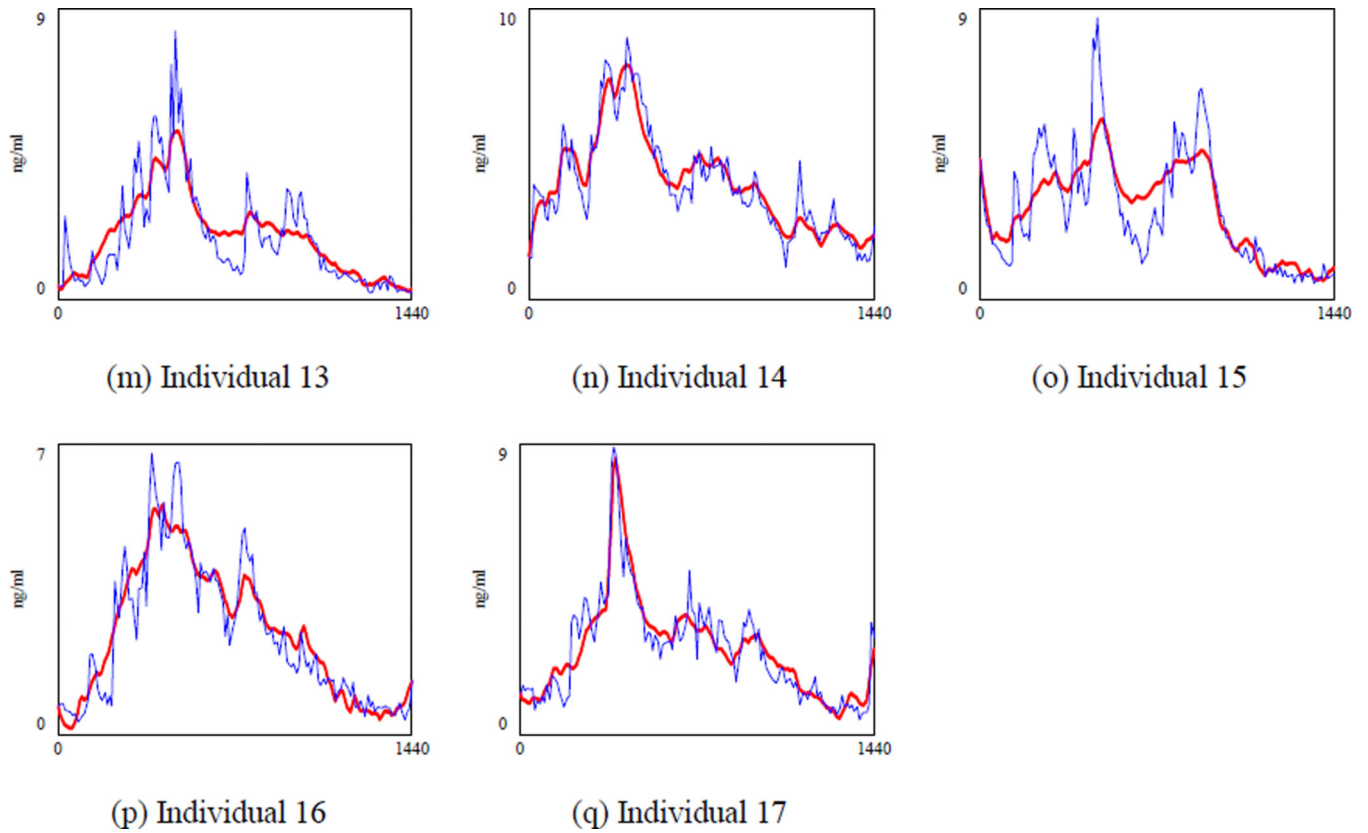 9
ng/ml
0
0
1440
(m) Individual 13
10
ng/ml
0
0
1440
(n) Individual 14
9
ng/ml
0
0
1440
(o) Individual 15
7
ng/ml
0
0
1440
(p) Individual 16
9
ng/ml
0
0
1440
(q) Individual 17